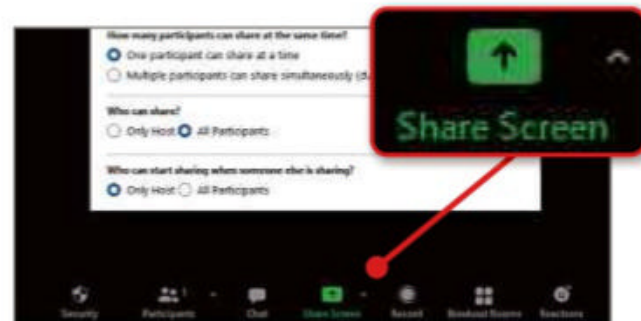 How many participants can share at the same time?
One participant can share at a time
Multiple participants can share simultaneously
Who can share?
Only Host All Participants
Who can start sharing when someone else is sharing?
Only Host All Participants
Share Screen
Security Participants 1 Chat Share Screen Record Breakout Rooms Reactions